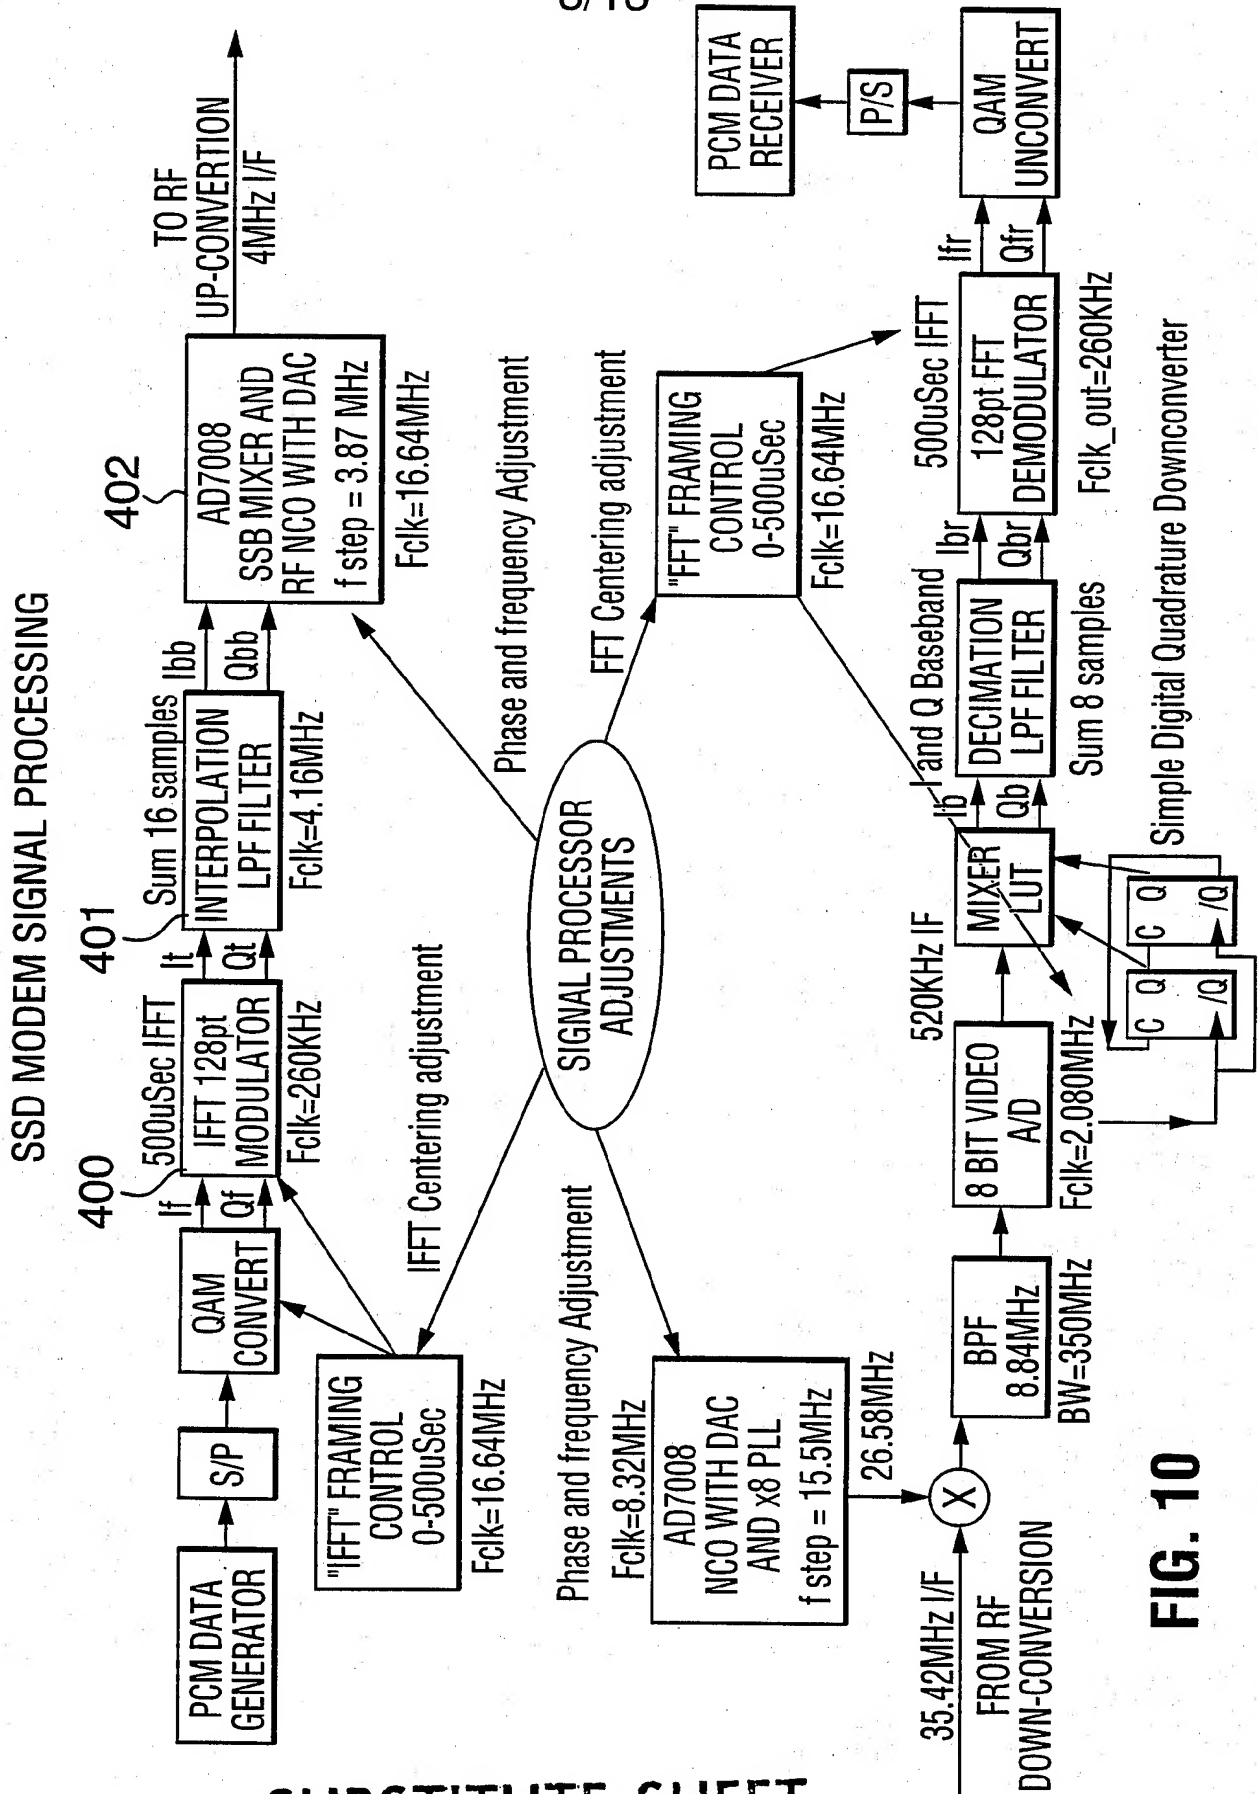 8/18
SSD MODEM SIGNAL PROCESSING
PCM DATA
GENERATOR
S/P
QAM
CONVERT
If
Qf
400
500uSec IFFT
IFFT 128pt
MODULATOR
Fclk=260KHz
It
Qt
401
Sum 16 samples
INTERPOLATION
LPF FILTER
Fclk=4.16MHz
Ibb
Qbb
402
AD7008
SSB MIXER AND
RF NCO WITH DAC
f step = 3.87 MHz
Fclk=16.64MHz
TO RF
UP-CONVERTION
4MHz I/F
"IFFT" FRAMING
CONTROL
0-500uSec
Fclk=16.64MHz
IFFT Centering adjustment
Phase and frequency Adjustment
SIGNAL PROCESSOR
ADJUSTMENTS
Phase and frequency Adjustment
FFT Centering adjustment
Fclk=8.32MHz
AD7008
NCO WITH DAC
AND x8 PLL
f step = 15.5MHz
26.58MHz
"FFT" FRAMING
CONTROL
0-500uSec
Fclk=16.64MHz
35.42MHz I/F
FROM RF
DOWN-CONVERSION
X
BPF
8.84MHz
BW=350MHz
8 BIT VIDEO
A/D
Fclk=2.080MHz
520KHz IF
MIXER
LUT
C Q
/Q
C Q
/Q
Ib
Qb
I and Q Baseband
DECIMATION
LPF FILTER
Sum 8 samples
Simple Digital Quadrature Downconverter
Ibr
Qbr
500uSec IFFT
128pt FFT
DEMODULATOR
Fclk_out=260KHz
Ifr
Qfr
QAM
UNCONVERT
P/S
PCM DATA
RECEIVER
FIG. 10
SUBSTITUTE SHEET